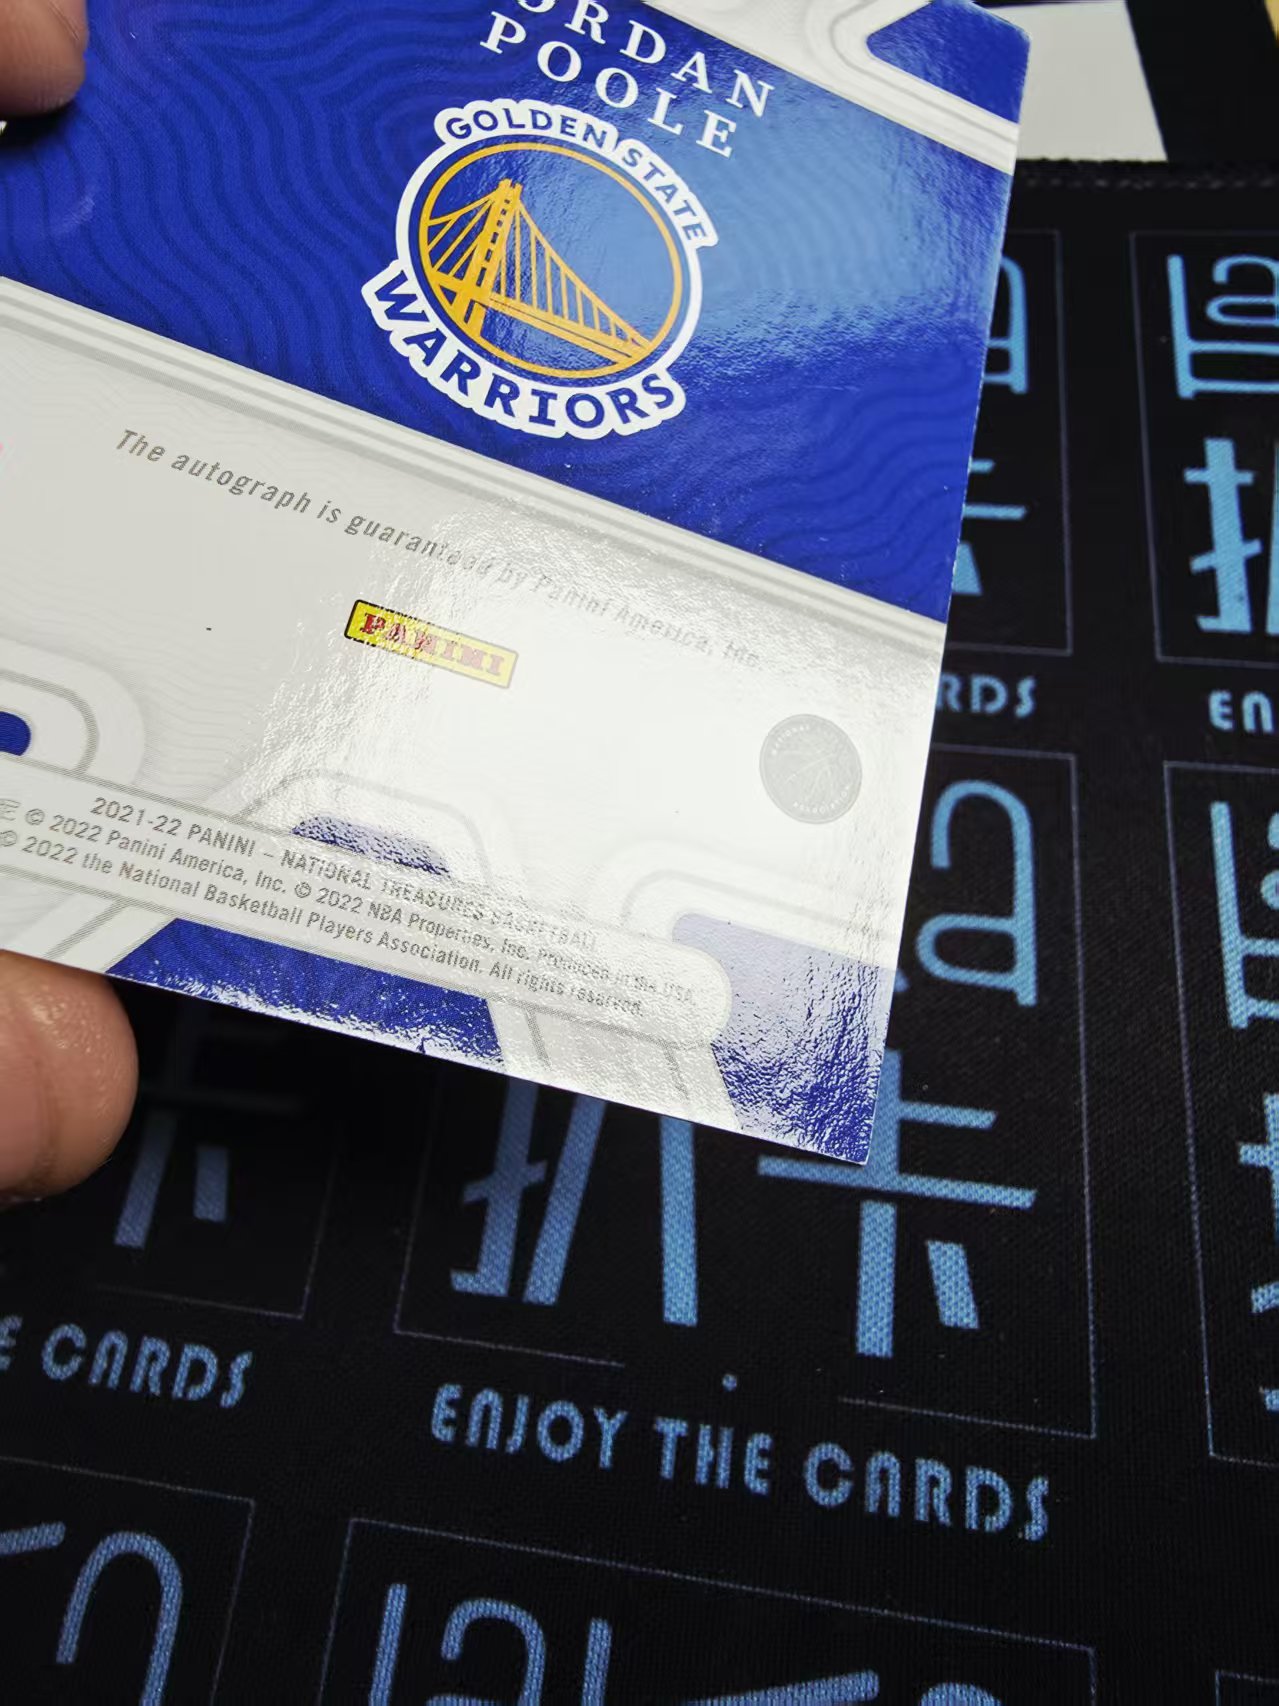 ORDAN
POOLE
GOLDEN STATE
WARRIORS
The autograph is guaranteed by Panini America, Inc.
PANINI
NATIONAL
2021-22 PANINI – NATIONAL TREASURES BASKETBALL
© 2022 Panini America, Inc. © 2022 NBA Properties, Inc. Produced in the USA.
© 2022 the National Basketball Players Association. All rights reserved.
RDS
EN
E CARDS
ENJOY THE CARDS